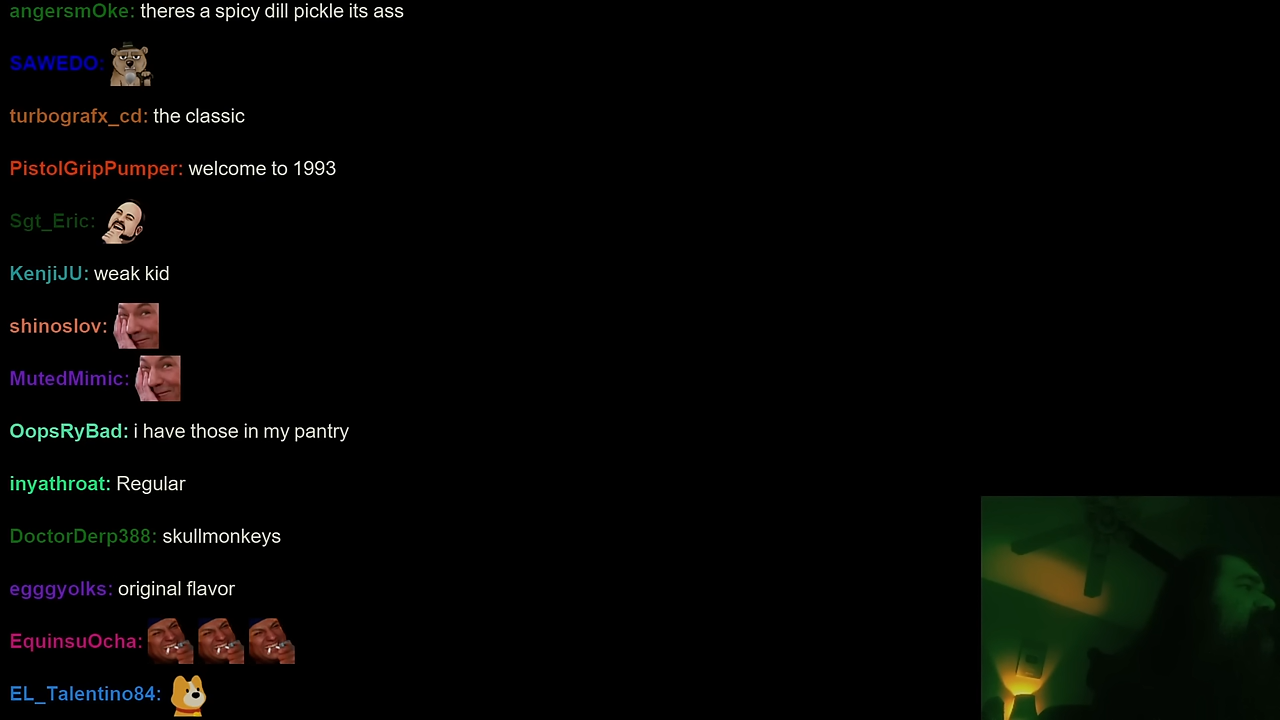 angersmOke: theres a spicy dill pickle its ass
SAWEDO:
turbografx_cd: the classic
PistolGripPumper: welcome to 1993
Sgt_Eric:
KenjiJU: weak kid
shinoslov:
MutedMimic:
OopsRyBad: i have those in my pantry
inyathroat: Regular
DoctorDerp388: skullmonkeys
egggyolks: original flavor
EquinsuOcha:
EL_Talentino84: